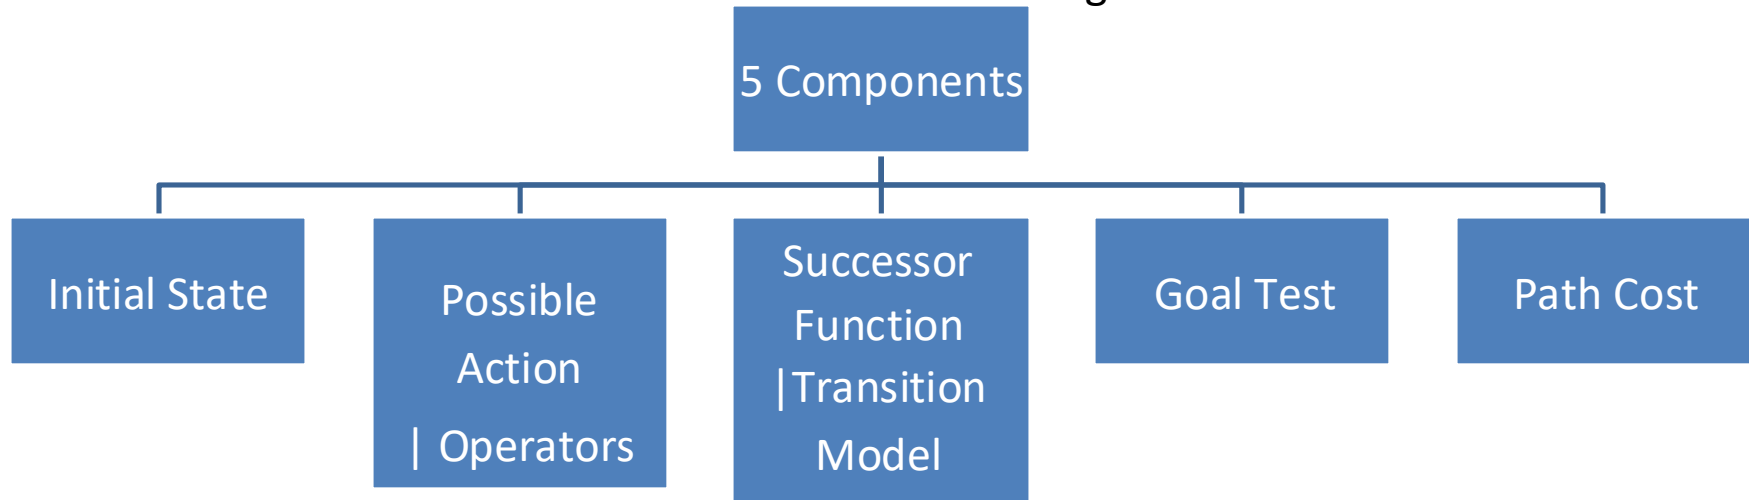 5 Components
Initial State
Possible
Action
| Operators
Successor
Function
|Transition
Model
Goal Test
Path Cost